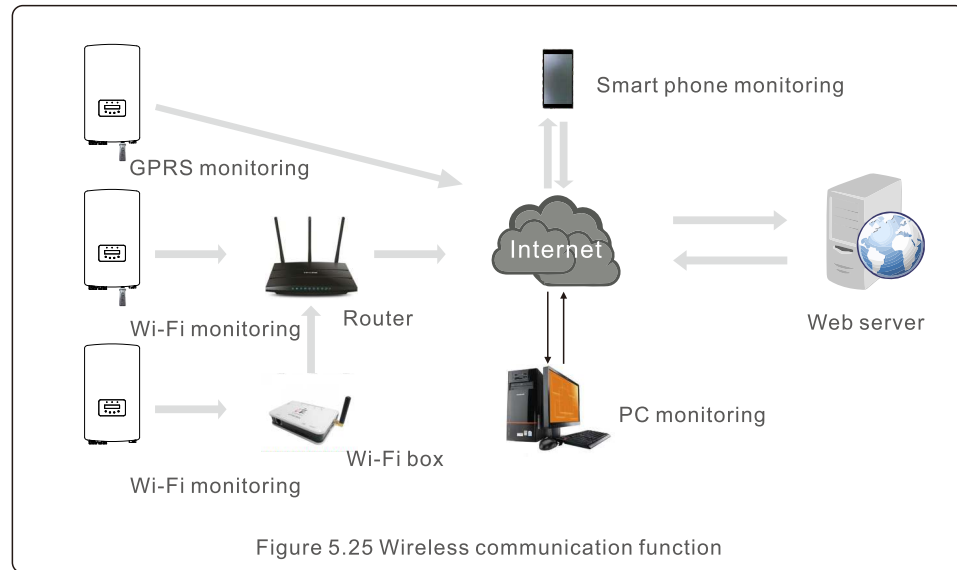 Smart phone monitoring
GPRS monitoring
Internet
Wi-Fi monitoring
Router
Web server
PC monitoring
Wi-Fi box
Wi-Fi monitoring
Figure 5.25 Wireless communication function